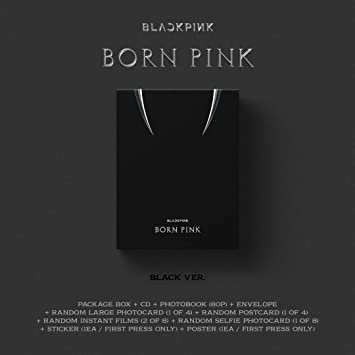 BLACKPIИK
BORN PINK
BLACKPIИK
BORN PINK
BLACK VER.
PACKAGE BOX + CD + PHOTOBOOK (80P) + ENVELOPE
+ RANDOM LARGE PHOTOCARD (1 OF 4) + RANDOM POSTCARD (1 OF 4)
+ RANDOM INSTANT FILMS (2 OF 8) + RANDOM SELFIE PHOTOCARD (1 OF 8)
+ STICKER (1EA / FIRST PRESS ONLY) + POSTER (1EA / FIRST PRESS ONLY)